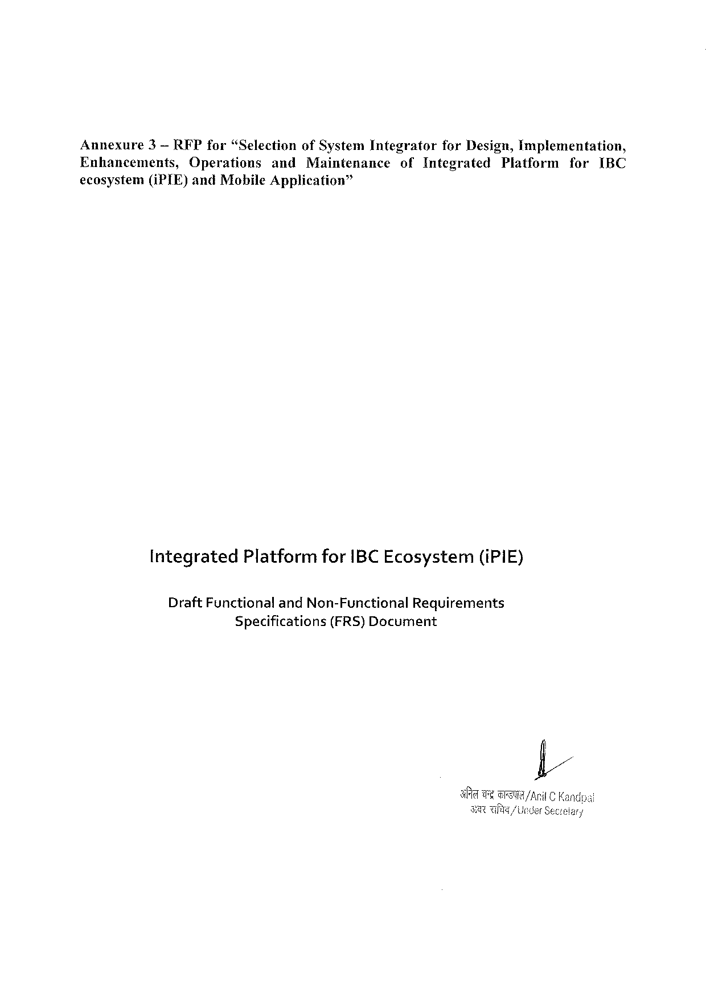 Annexure 3 – RFP for “Selection of System Integrator for Design, Implementation,
Enhancements, Operations and Maintenance of Integrated Platform for IBC
ecosystem (iPIE) and Mobile Application”
Integrated Platform for IBC Ecosystem (iPIE)
Draft Functional and Non-Functional Requirements
Specifications (FRS) Document
अनिल चन्द्र कान्डपाल/Anil C Kandpal
अवर सचिव/Under Secretary